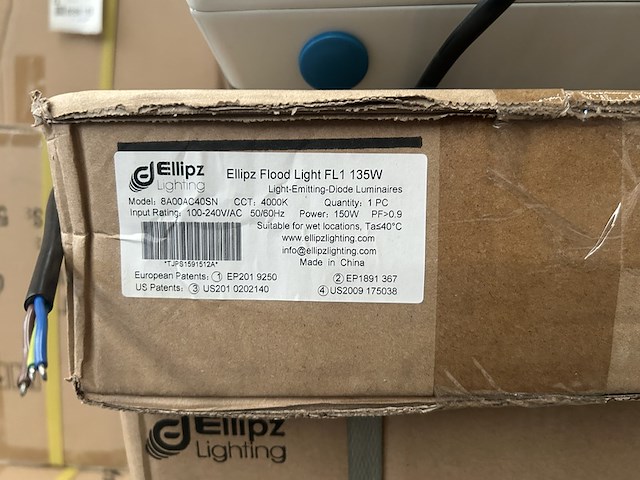 Ellipz
Lighting
Ellipz Flood Light FL1 135W
Light-Emitting-Diode Luminaires
Model: 8A00AC40SN CCT: 4000K Quantity: 1 PC
Input Rating: 100-240V/AC 50/60Hz Power: 150W PF>0.9
Suitable for wet locations, Ta≤40°C
www.ellipzlighting.com
info@ellipzlighting.com
Made in China
*TJPS1591512A*
European Patents: ① EP201 9250 ② EP1891 367
US Patents: ③ US201 0202140 ④ US2009 175038
Ellipz
Lighting